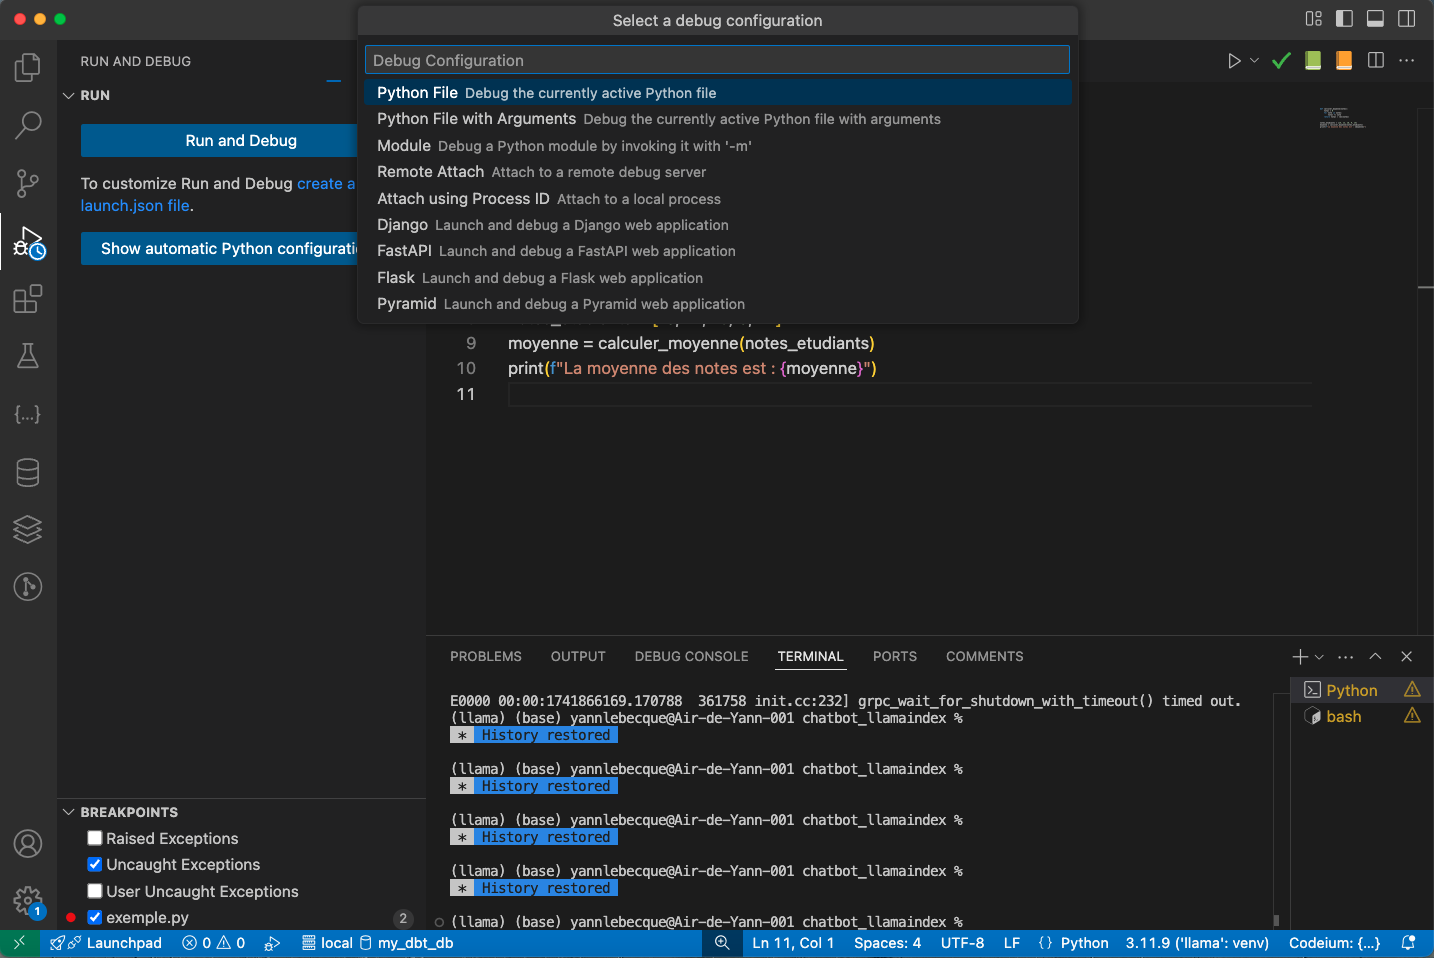 Select a debug configuration
Debug Configuration
Python File Debug the currently active Python file
Python File with Arguments Debug the currently active Python file with arguments
Module Debug a Python module by invoking it with '-m'
Remote Attach Attach to a remote debug server
Attach using Process ID Attach to a local process
Django Launch and debug a Django web application
FastAPI Launch and debug a FastAPI web application
Flask Launch and debug a Flask web application
Pyramid Launch and debug a Pyramid web application
RUN AND DEBUG
RUN
Run and Debug
To customize Run and Debug create a
launch.json file.
Show automatic Python configurati
9 moyenne = calculer_moyenne(notes_etudiants)
10 print(f"La moyenne des notes est : {moyenne}")
11
BREAKPOINTS
Raised Exceptions
Uncaught Exceptions
User Uncaught Exceptions
exemple.py 2
PROBLEMS OUTPUT DEBUG CONSOLE TERMINAL PORTS COMMENTS
E0000 00:00:1741866169.170788 361758 init.cc:232] grpc_wait_for_shutdown_with_timeout() timed out.
(llama) (base) yannlebecque@Air-de-Yann-001 chatbot_llamaindex %
* History restored
(llama) (base) yannlebecque@Air-de-Yann-001 chatbot_llamaindex %
* History restored
(llama) (base) yannlebecque@Air-de-Yann-001 chatbot_llamaindex %
* History restored
(llama) (base) yannlebecque@Air-de-Yann-001 chatbot_llamaindex %
* History restored
(llama) (base) yannlebecque@Air-de-Yann-001 chatbot_llamaindex %
Python
bash
1
Launchpad 0 0 local my_dbt_db Ln 11, Col 1 Spaces: 4 UTF-8 LF {} Python 3.11.9 ('llama': venv) Codeium: {...}